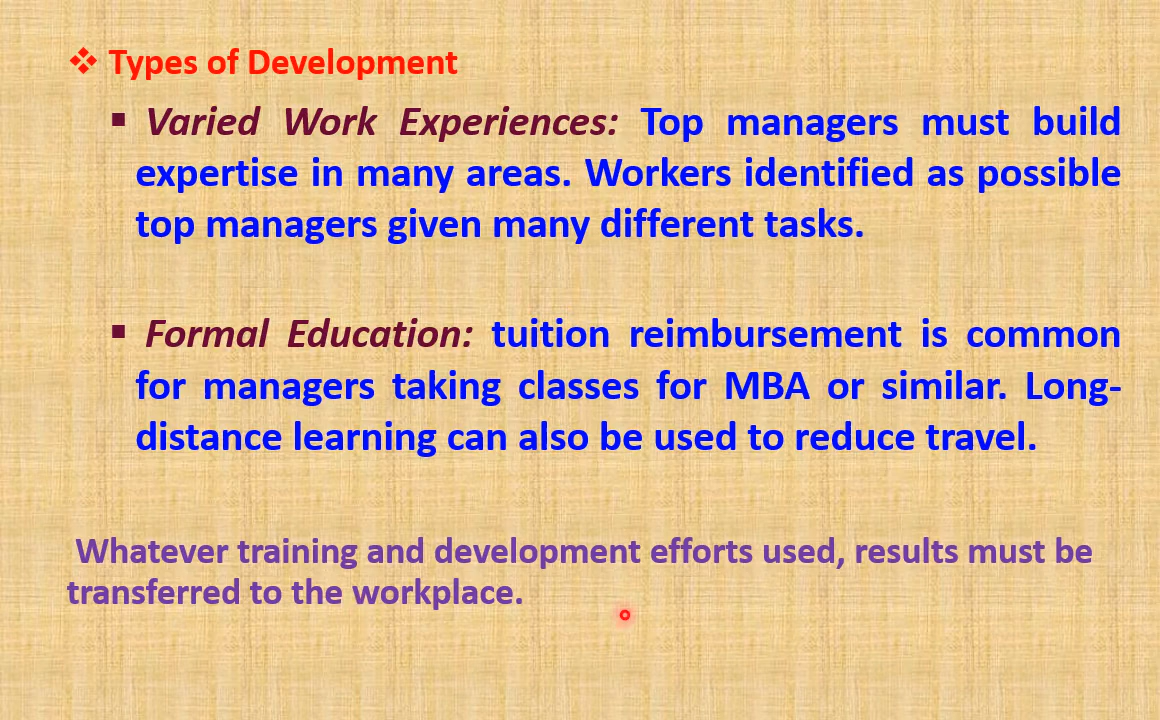 ❖ Types of Development
▪ Varied Work Experiences: Top managers must build
expertise in many areas. Workers identified as possible
top managers given many different tasks.
▪ Formal Education: tuition reimbursement is common
for managers taking classes for MBA or similar. Long-
distance learning can also be used to reduce travel.
Whatever training and development efforts used, results must be
transferred to the workplace.